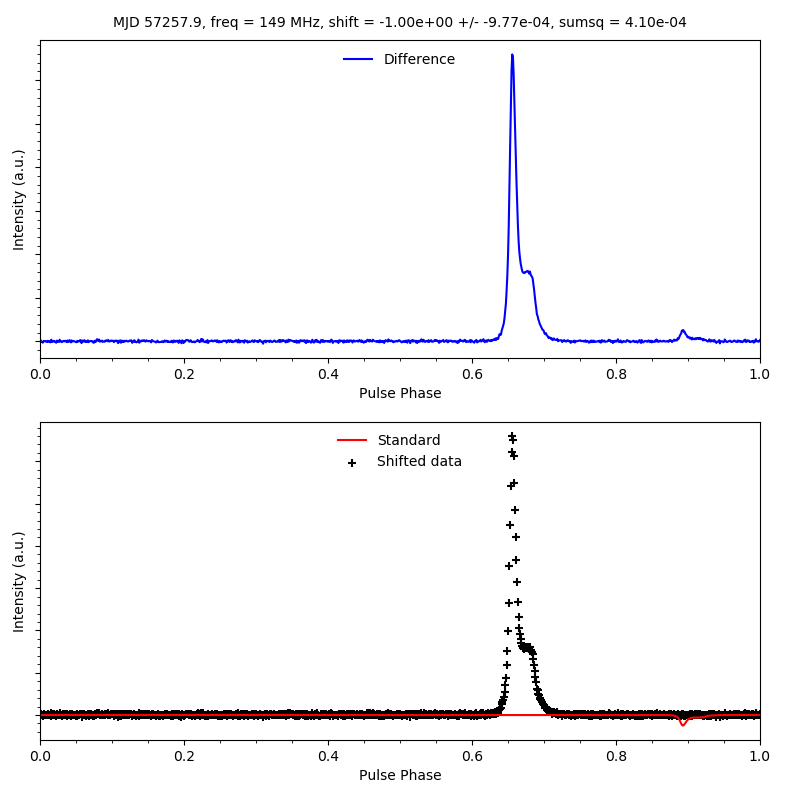 MJD 57257.9, freq = 149 MHz, shift = -1.00e+00 +/- -9.77e-04, sumsq = 4.10e-04
Difference
Intensity (a.u.)
0.0 0.2 0.4 0.6 0.8 1.0
Pulse Phase
Standard
Shifted data
Intensity (a.u.)
0.0 0.2 0.4 0.6 0.8 1.0
Pulse Phase